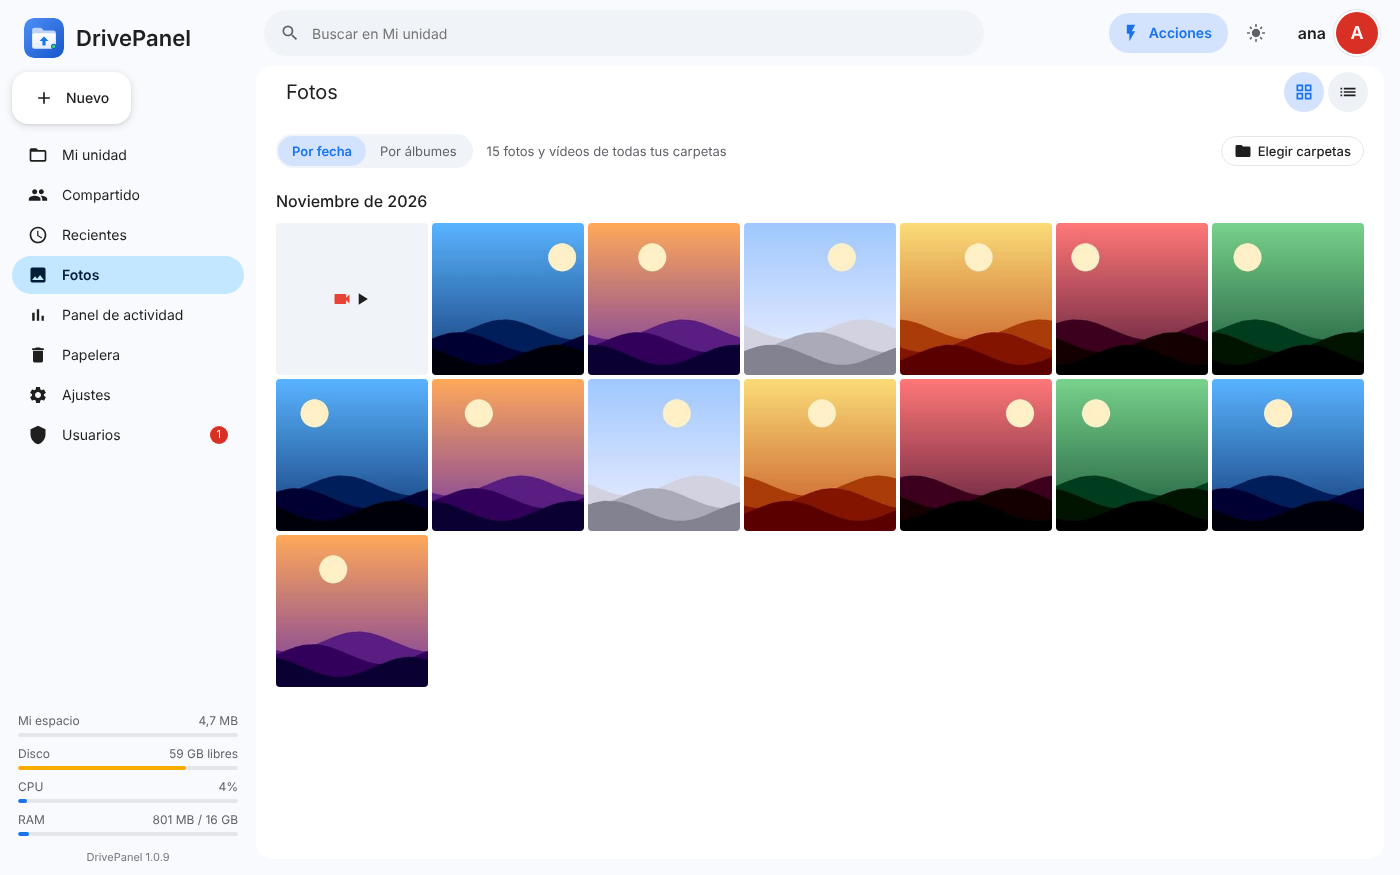 DrivePanel
Buscar en Mi unidad
Acciones
ana
A
Nuevo
Mi unidad
Compartido
Recientes
Fotos
Panel de actividad
Papelera
Ajustes
Usuarios
1
Fotos
Por fecha
Por álbumes
15 fotos y vídeos de todas tus carpetas
Elegir carpetas
Noviembre de 2026
Mi espacio 4,7 MB
Disco 59 GB libres
CPU 4%
RAM 801 MB / 16 GB
DrivePanel 1.0.9